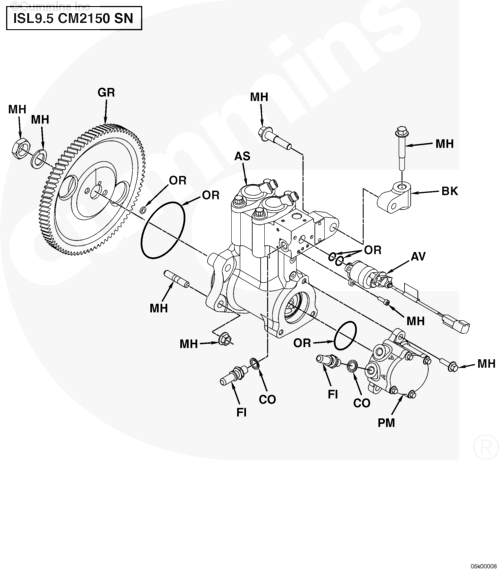 ©Cummins Inc
ISL9.5 CM2150 SN
GR
MH
MH
MH
MH
AS
BK
OR
OR
OR
AV
MH
MH
MH
OR
MH
CO
FI
FI
CO
PM
Cummins
®
06k00008